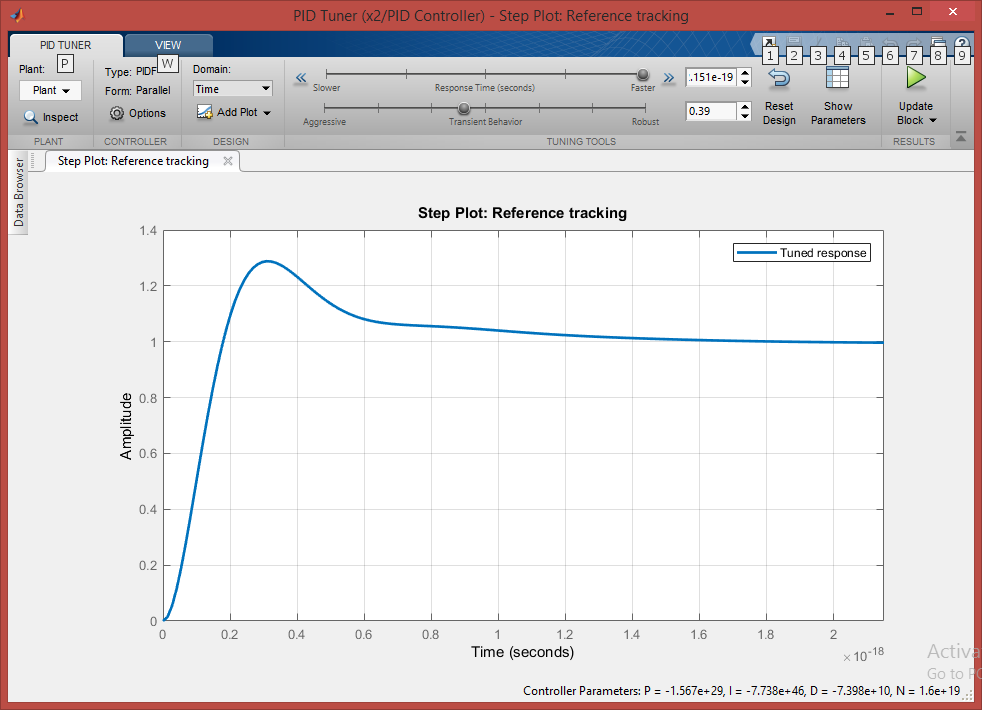 PID Tuner (x2/PID Controller) - Step Plot: Reference tracking
PID TUNER
VIEW
P
W
1 2 3 4 5 6 7 8 9
Plant:
Plant
Inspect
PLANT
Type: PIDF
Form: Parallel
Options
CONTROLLER
Domain:
Time
Add Plot
DESIGN
Slower
Response Time (seconds)
Faster
.151e-19
Aggressive
Transient Behavior
Robust
0.39
TUNING TOOLS
Reset
Design
Show
Parameters
Update
Block
RESULTS
Data Browser
Step Plot: Reference tracking
Step Plot: Reference tracking
Tuned response
Amplitude
1.4
1.2
1
0.8
0.6
0.4
0.2
0
0 0.2 0.4 0.6 0.8 1 1.2 1.4 1.6 1.8 2
Time (seconds)
×10-18
Activa
Go to PC
Controller Parameters: P = -1.567e+29, I = -7.738e+46, D = -7.398e+10, N = 1.6e+19